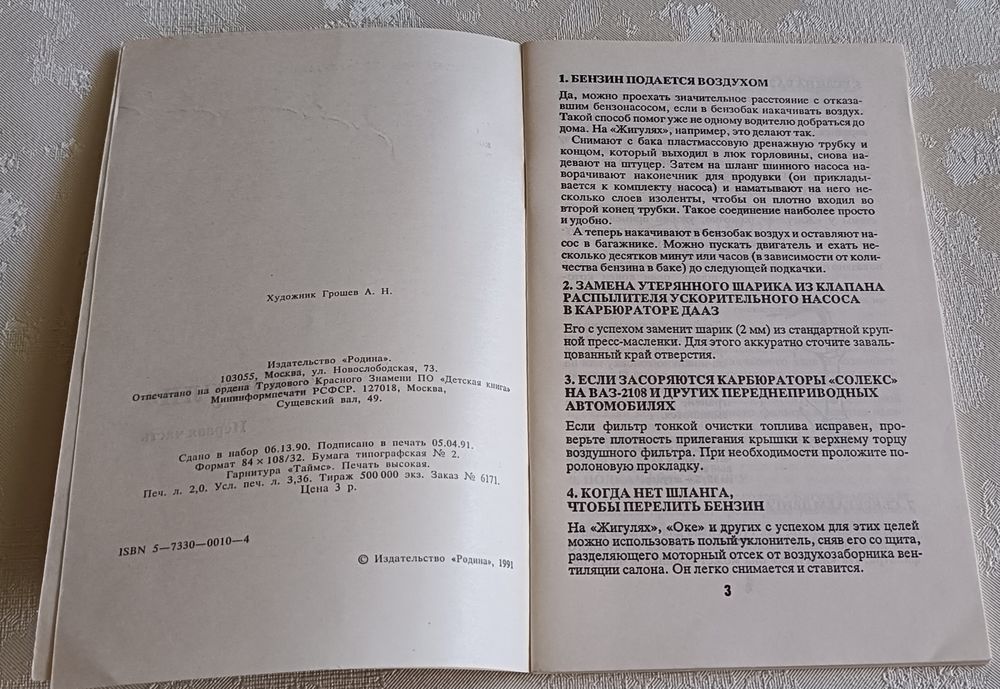 Художник Грошев А. Н.
Издательство «Родина».
103055, Москва, ул. Новослободская, 73.
Отпечатано на ордена Трудового Красного Знамени ПО «Детская книга»
Мининформпечати РСФСР. 127018, Москва,
Сущевский вал, 49.
Сдано в набор 06.13.90. Подписано в печать 05.04.91.
Формат 84 × 108/32. Бумага типографская № 2.
Гарнитура «Таймс». Печать высокая.
Печ. л. 2,0. Усл. печ. л. 3,36. Тираж 500 000 экз. Заказ № 6171.
Цена 3 р.
ISBN 5—7330—0010—4
© Издательство «Родина», 1991
1. БЕНЗИН ПОДАЕТСЯ ВОЗДУХОМ
Да, можно проехать значительное расстояние с отказа-
вшим бензонасосом, если в бензобак накачивать воздух.
Такой способ помог уже не одному водителю добраться до
дома. На «Жигулях», например, это делают так.
Снимают с бака пластмассовую дренажную трубку и
концом, который выходил в люк горловины, снова на-
девают на штуцер. Затем на шланг шинного насоса на-
ворачивают наконечник для продувки (он приклады-
вается к комплекту насоса) и наматывают на него не-
сколько слоев изоленты, чтобы он плотно входил во
второй конец трубки. Такое соединение наиболее просто
и удобно.
А теперь накачивают в бензобак воздух и оставляют на-
сос в багажнике. Можно пускать двигатель и ехать не-
сколько десятков минут или часов (в зависимости от коли-
чества бензина в баке) до следующей подкачки.
2. ЗАМЕНА УТЕРЯННОГО ШАРИКА ИЗ КЛАПАНА
РАСПЫЛИТЕЛЯ УСКОРИТЕЛЬНОГО НАСОСА
В КАРБЮРАТОРЕ ДААЗ
Его с успехом заменит шарик (2 мм) из стандартной круп-
ной пресс-масленки. Для этого аккуратно сточите заваль-
цованный край отверстия.
3. ЕСЛИ ЗАСОРЯЮТСЯ КАРБЮРАТОРЫ «СОЛЕКС»
НА ВАЗ-2108 И ДРУГИХ ПЕРЕДНЕПРИВОДНЫХ
АВТОМОБИЛЯХ
Если фильтр тонкой очистки топлива исправен, про-
верьте плотность прилегания крышки к верхнему торцу
воздушного фильтра. При необходимости проложите по-
ролоновую прокладку.
4. КОГДА НЕТ ШЛАНГА,
ЧТОБЫ ПЕРЕЛИТЬ БЕНЗИН
На «Жигулях», «Оке» и других с успехом для этих целей
можно использовать полый уклонитель, сняв его со щита,
разделяющего моторный отсек от воздухозаборника вен-
тиляции салона. Он легко снимается и ставится.
3